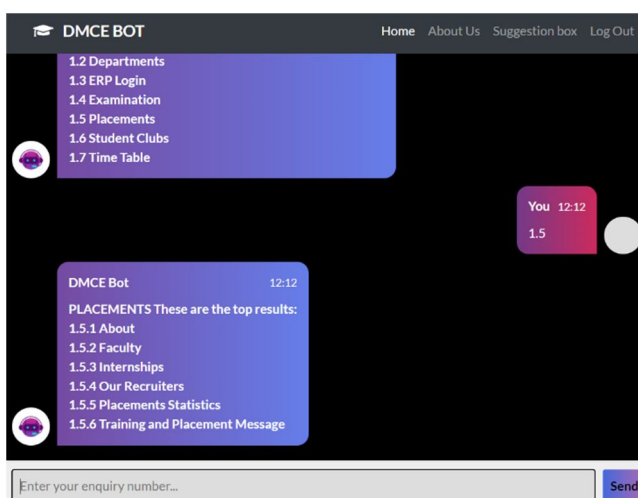 DMCE BOT
Home About Us Suggestion box Log Out
1.2 Departments
1.3 ERP Login
1.4 Examination
1.5 Placements
1.6 Student Clubs
1.7 Time Table
You 12:12
1.5
DMCE Bot 12:12
PLACEMENTS These are the top results:
1.5.1 About
1.5.2 Faculty
1.5.3 Internships
1.5.4 Our Recruiters
1.5.5 Placements Statistics
1.5.6 Training and Placement Message
Enter your enquiry number...
Send